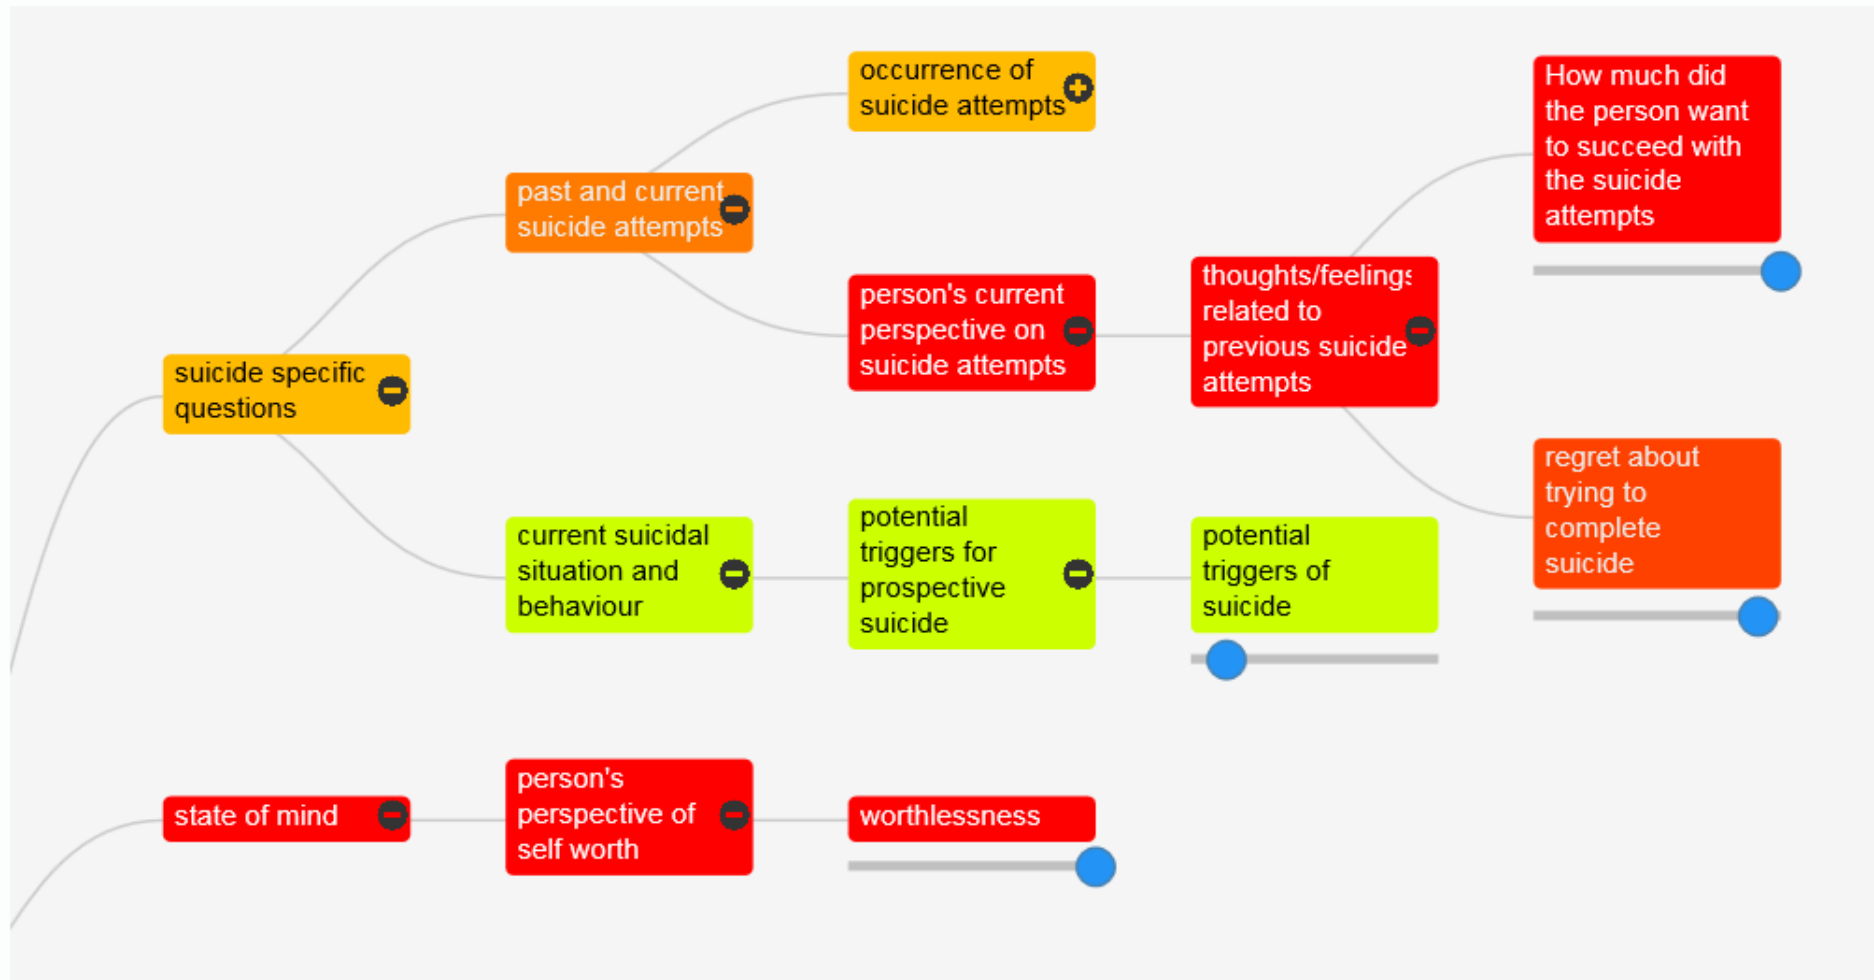 occurrence of
suicide attempts
How much did
the person want
to succeed with
the suicide
attempts
past and current
suicide attempts
person's current
perspective on
suicide attempts
thoughts/feelings
related to
previous suicide
attempts
suicide specific
questions
regret about
trying to
complete
suicide
current suicidal
situation and
behaviour
potential
triggers for
prospective
suicide
potential
triggers of
suicide
state of mind
person's
perspective of
self worth
worthlessness